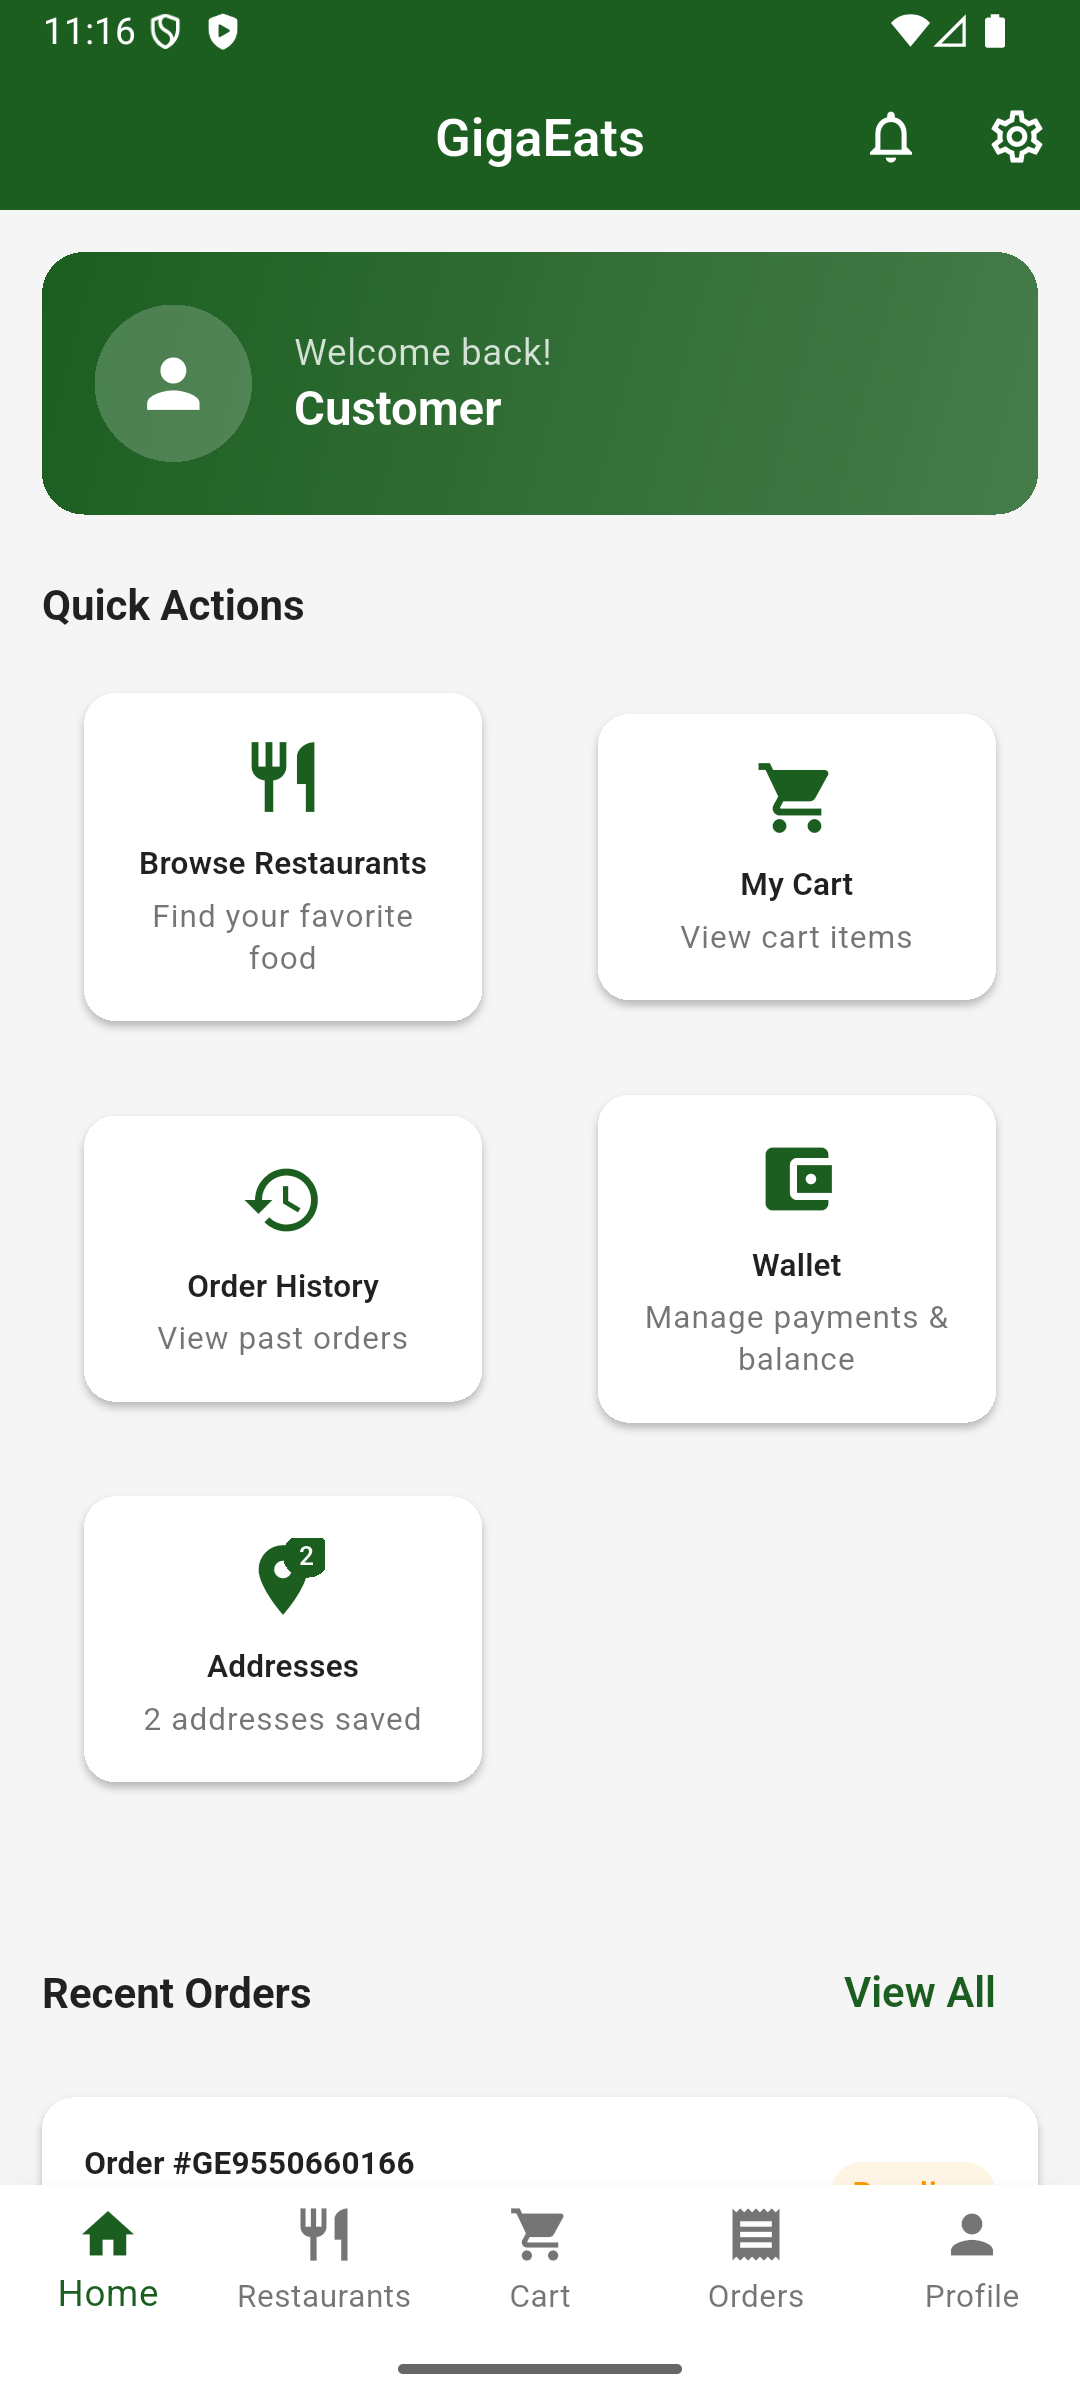 11:16
GigaEats
Welcome back!
Customer
Quick Actions
Browse Restaurants
Find your favorite
food
My Cart
View cart items
Order History
View past orders
Wallet
Manage payments &
balance
2
Addresses
2 addresses saved
Recent Orders
View All
Order #GE9550660166
Home
Restaurants
Cart
Orders
Profile